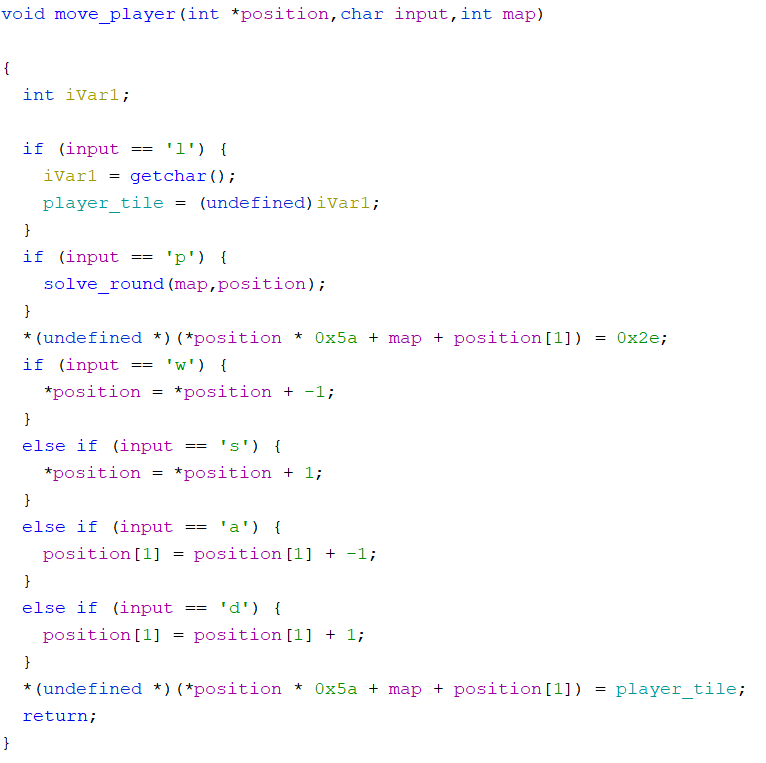 void move_player(int *position,char input,int map)
{
int iVar1;
if (input == 'l') {
iVar1 = getchar();
player_tile = (undefined)iVar1;
}
if (input == 'p') {
solve_round(map,position);
}
*(undefined *)(*position * 0x5a + map + position[1]) = 0x2e;
if (input == 'w') {
*position = *position + -1;
}
else if (input == 's') {
*position = *position + 1;
}
else if (input == 'a') {
position[1] = position[1] + -1;
}
else if (input == 'd') {
position[1] = position[1] + 1;
}
*(undefined *)(*position * 0x5a + map + position[1]) = player_tile;
return;
}